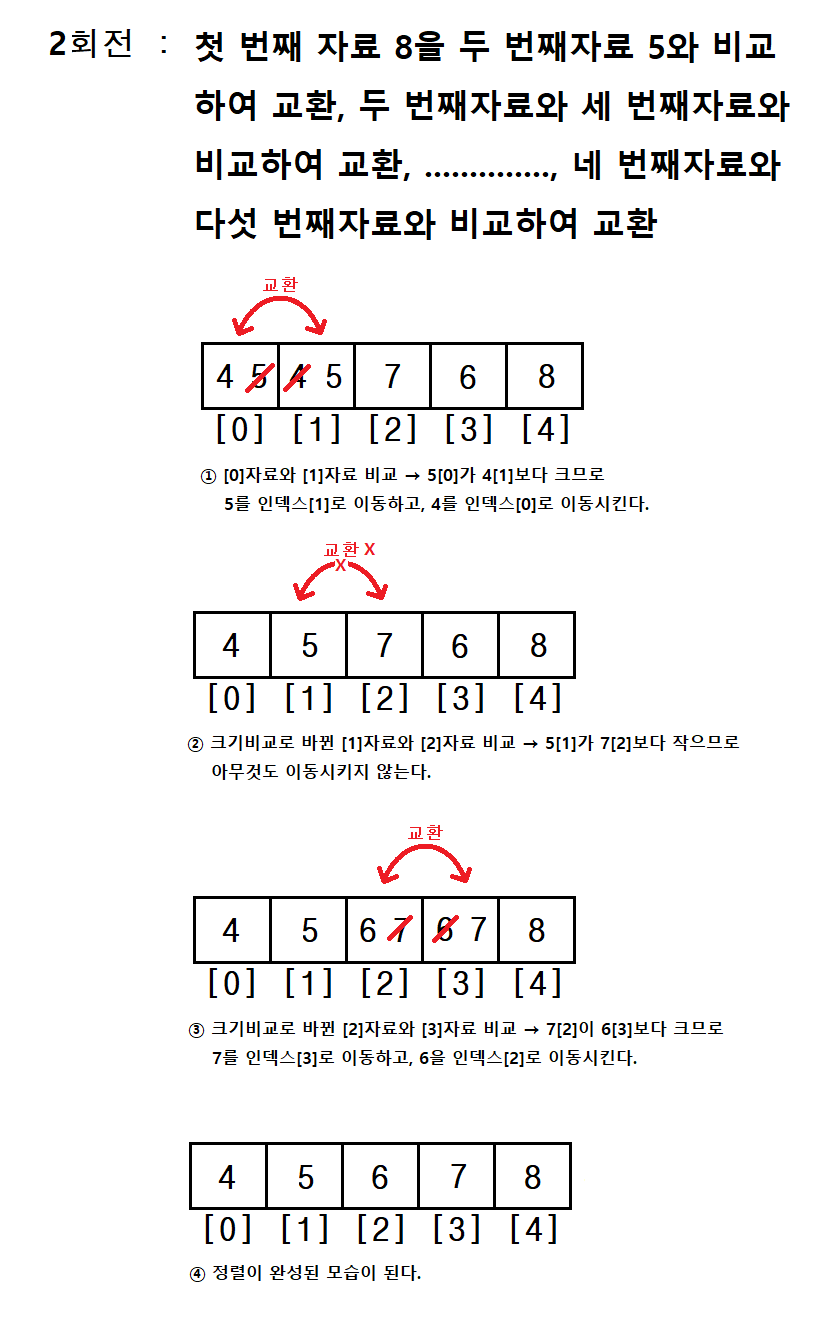 2회전 : 첫 번째 자료 8을 두 번째자료 5와 비교
하여 교환, 두 번째자료와 세 번째자료와
비교하여 교환, ..............., 네 번째자료와
다섯 번째자료와 비교하여 교환
교환
4 5 4 5 7 6 8
[0] [1] [2] [3] [4]
① [0]자료와 [1]자료 비교 → 5[0]가 4[1]보다 크므로
5를 인덱스[1]로 이동하고, 4를 인덱스[0]로 이동시킨다.
교환 X
X
4 5 7 6 8
[0] [1] [2] [3] [4]
② 크기비교로 바뀐 [1]자료와 [2]자료 비교 → 5[1]가 7[2]보다 작으므로
아무것도 이동시키지 않는다.
교환
4 5 6 7 6 7 8
[0] [1] [2] [3] [4]
③ 크기비교로 바뀐 [2]자료와 [3]자료 비교 → 7[2]이 6[3]보다 크므로
7를 인덱스[3]로 이동하고, 6을 인덱스[2]로 이동시킨다.
4 5 6 7 8
[0] [1] [2] [3] [4]
④ 정렬이 완성된 모습이 된다.